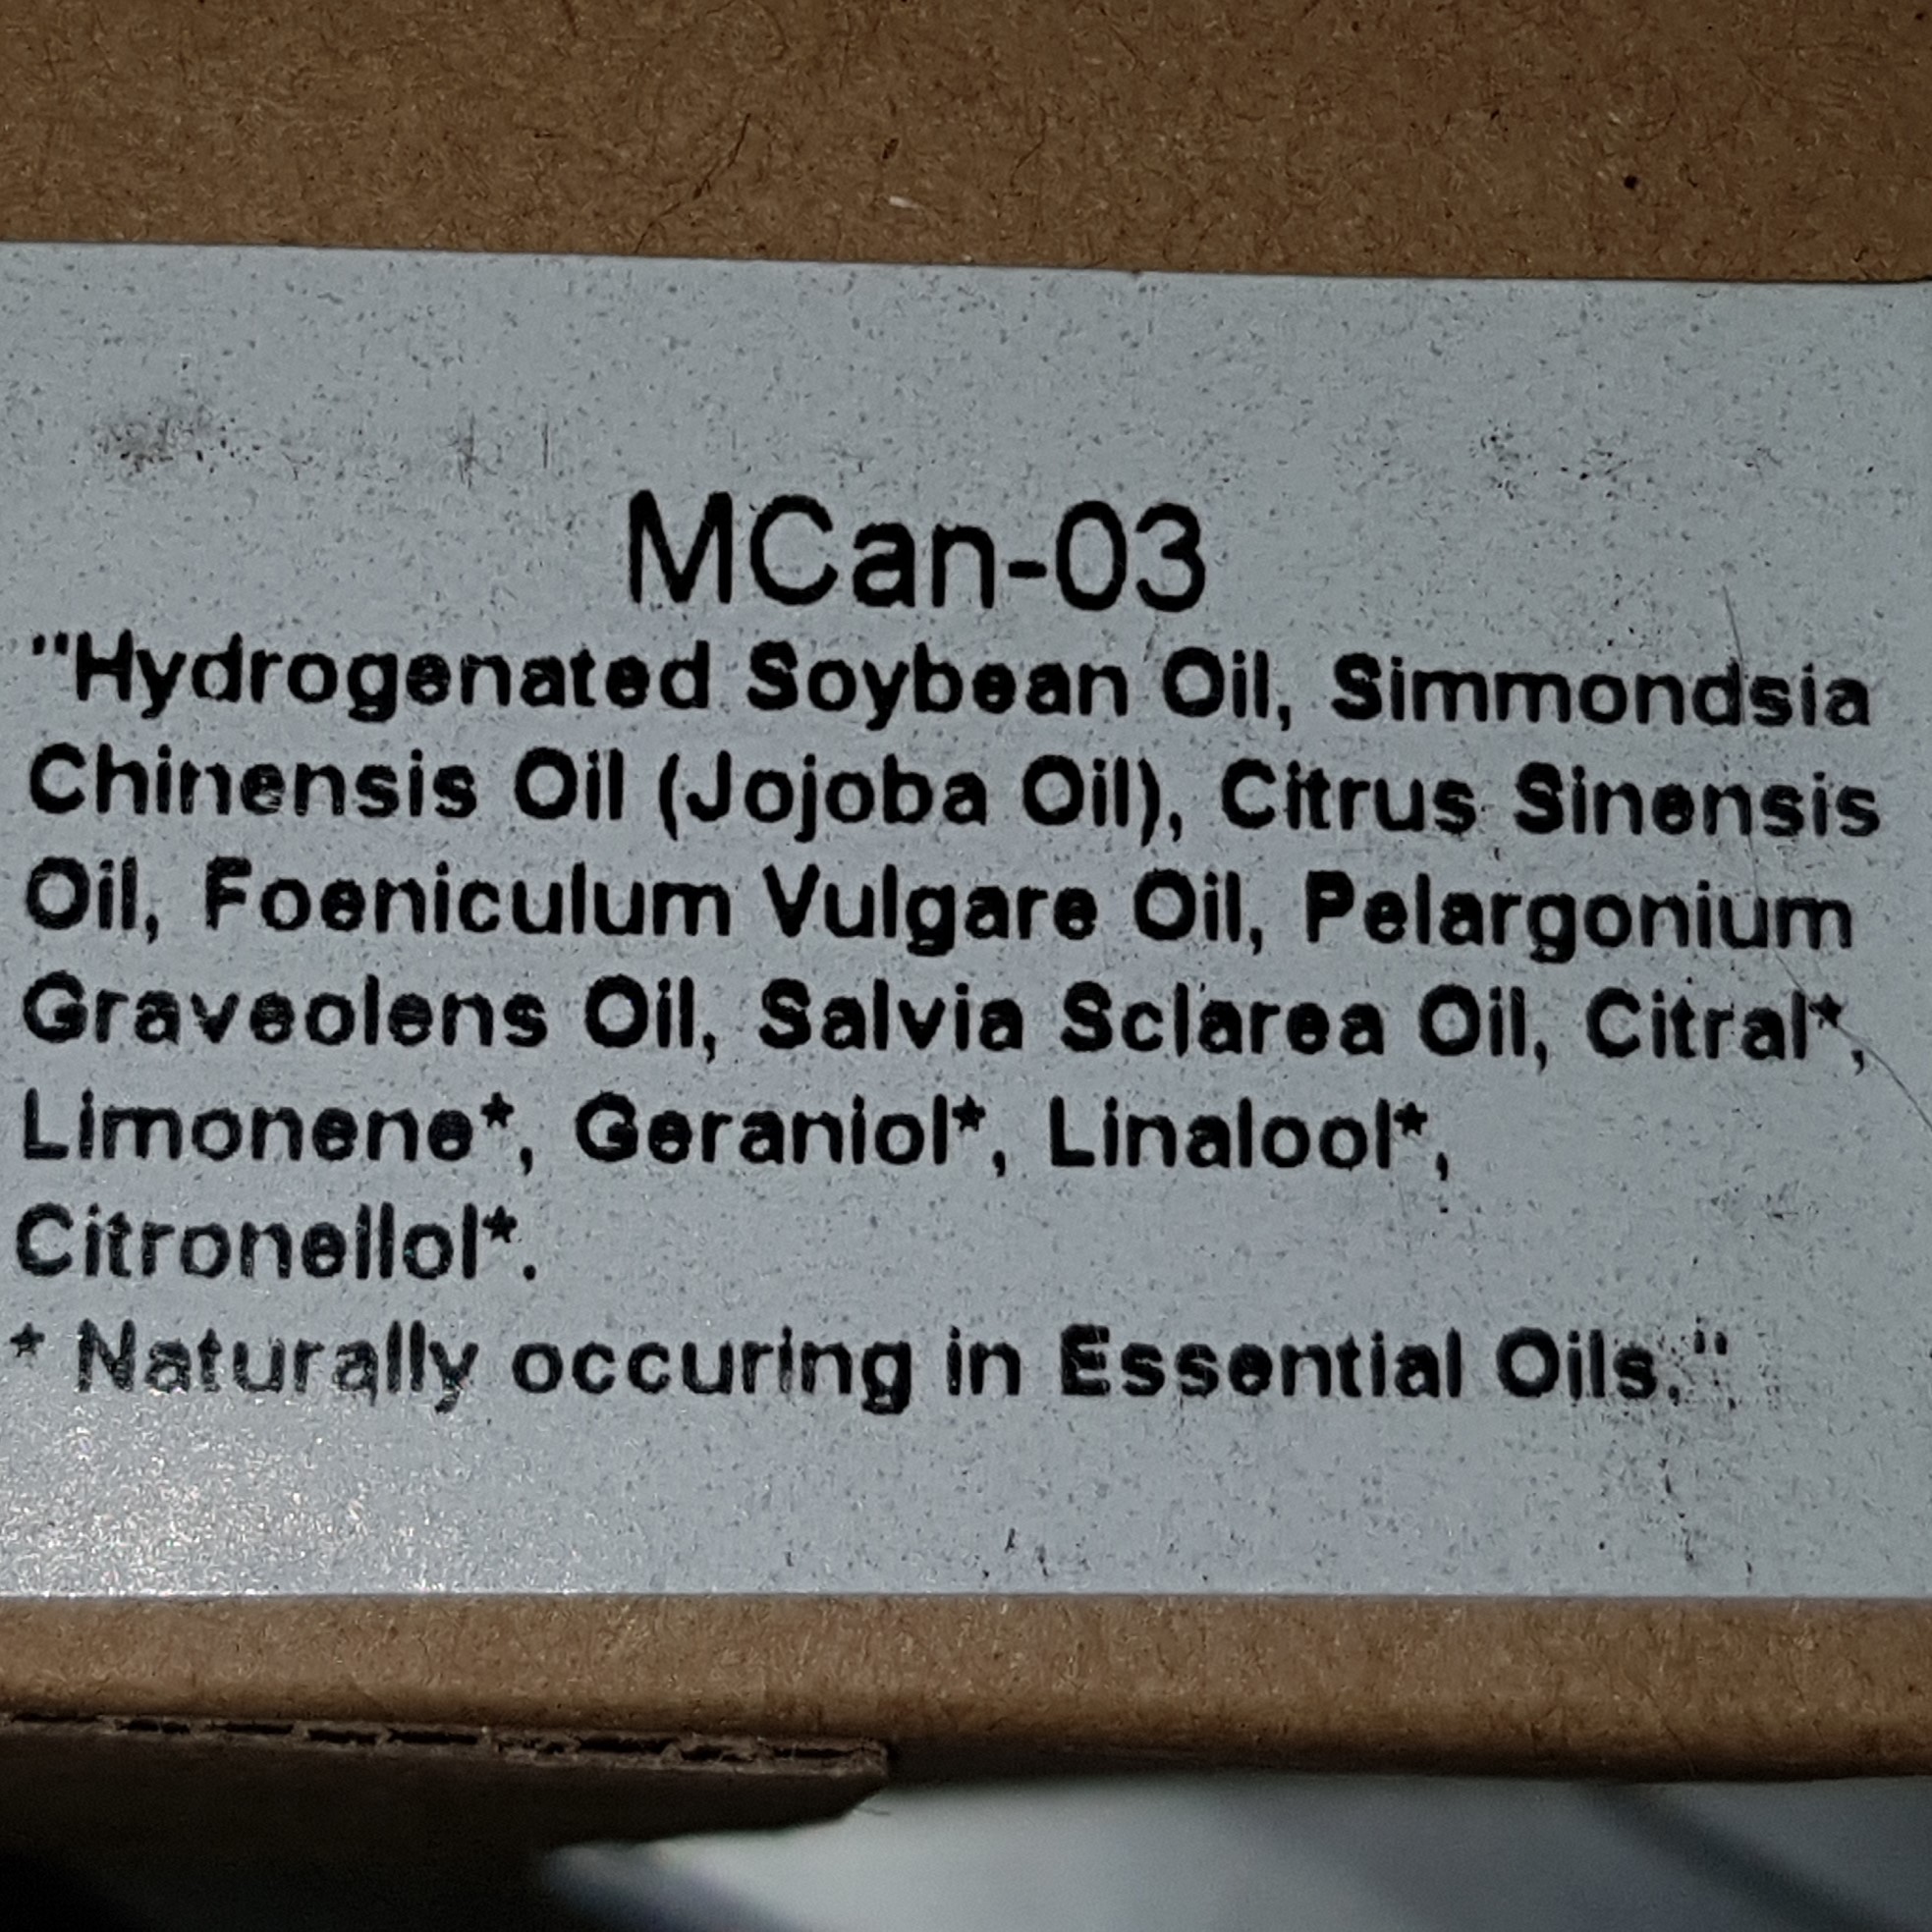 MCan-03
"Hydrogenated Soybean Oil, Simmondsia
Chinensis Oil (Jojoba Oil), Citrus Sinensis
Oil, Foeniculum Vulgare Oil, Pelargonium
Graveolens Oil, Salvia Sclarea Oil, Citral*,
Limonene*, Geraniol*, Linalool*,
Citronellol*.
* Naturally occuring in Essential Oils."